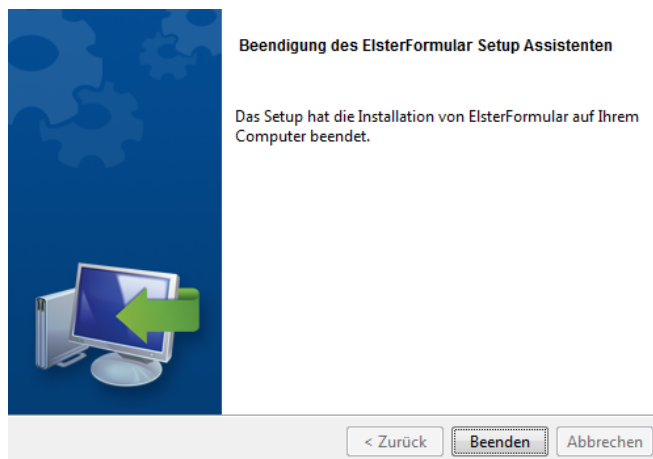 Beendigung des ElsterFormular Setup Assistenten
Das Setup hat die Installation von ElsterFormular auf Ihrem
Computer beendet.
< Zurück Beenden Abbrechen